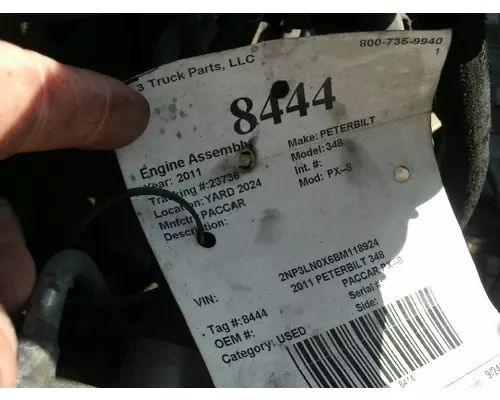 3 Truck Parts, LLC
800-735-9940
1
8444
Engine Assembly
Make: PETERBILT
Year: 2011
Model: 348
Tracking #:23736
Int. #:
Location: YARD 2024
Mod: PX--8
Mnfctr: PACCAR
Description:
VIN: 2NP3LN0X6BM118924
2011 PETERBILT 348
PACCAR PX--8
Tag #: 8444
Serial #
OEM #:
Side:
Category: USED